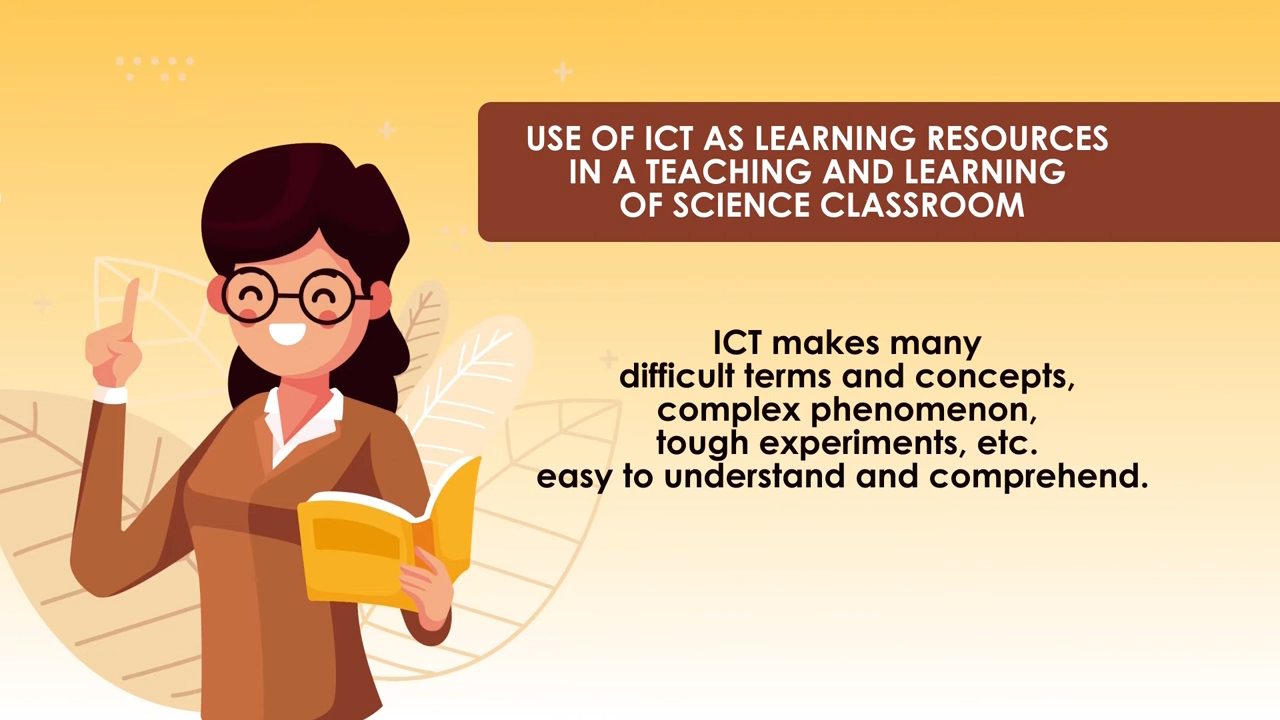 USE OF ICT AS LEARNING RESOURCES
IN A TEACHING AND LEARNING
OF SCIENCE CLASSROOM
ICT makes many
difficult terms and concepts,
complex phenomenon,
tough experiments, etc.
easy to understand and comprehend.